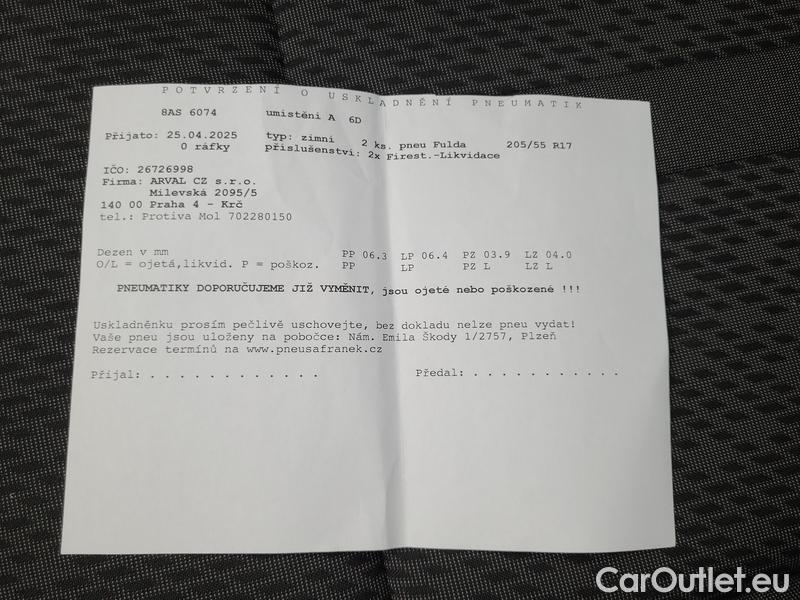 POTVRZENÍ O USKLADNĚNÍ PNEUMATIK
8AS 6074 umístění A 6D
Přijato: 25.04.2025 typ: zimní 2 ks. pneu Fulda 205/55 R17
0 ráfky příslušenství: 2x Firest.-Likvidace
IČO: 26726998
Firma: ARVAL CZ s.r.o.
Milevská 2095/5
140 00 Praha 4 - Krč
tel.: Protiva Mol 702280150
Dezen v mm PP 06.3 LP 06.4 PZ 03.9 LZ 04.0
O/L = ojetá,likvid. P = poškoz. PP LP PZ L LZ L
PNEUMATIKY DOPORUČUJEME JIŽ VYMĚNIT, jsou ojeté nebo poškozené !!!
Uskladněnku prosím pečlivě uschovejte, bez dokladu nelze pneu vydat!
Vaše pneu jsou uloženy na pobočce: Nám. Emila Škody 1/2757, Plzeň
Rezervace termínů na www.pneusafranek.cz
Přijal: . . . . . . . . . . . . Předal: . . . . . . . . . . .
CarOutlet.eu